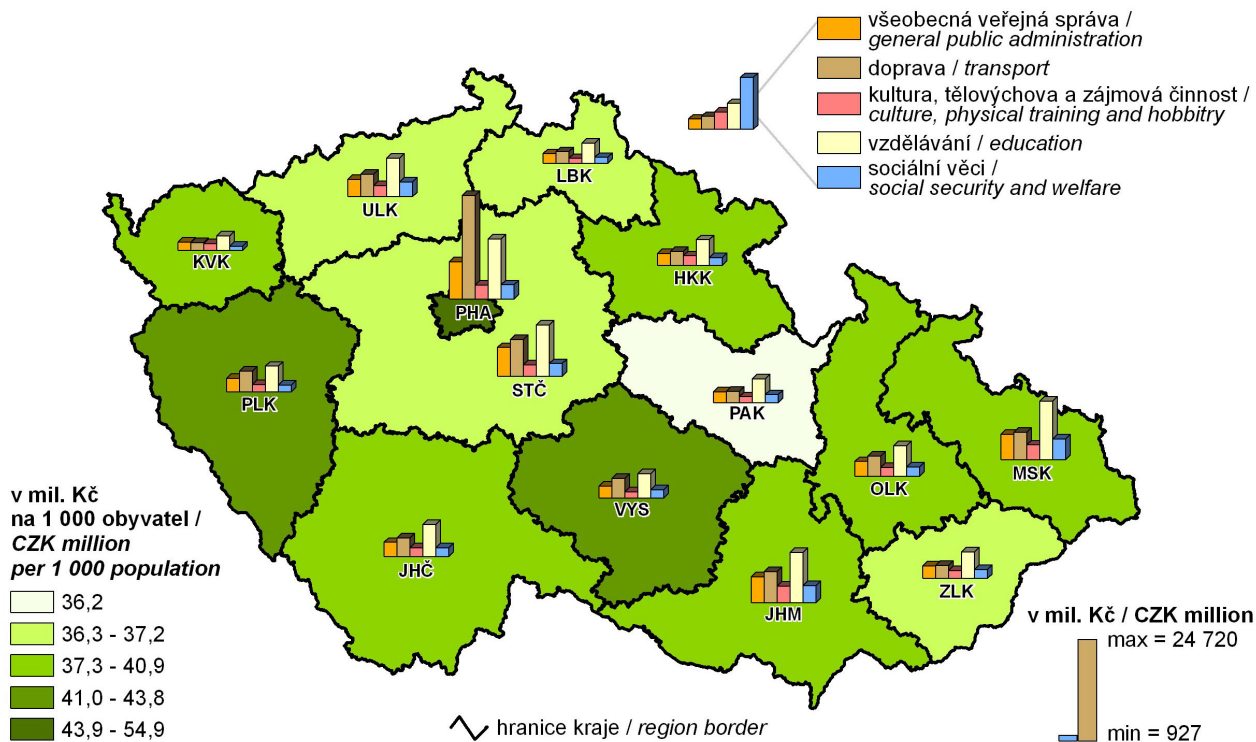 všeobecná veřejná správa /
general public administration
doprava / transport
kultura, tělovýchova a zájmová činnost /
culture, physical training and hobbitry
vzdělávání / education
sociální věci /
social security and welfare
LBK
ULK
KVK
HKK
PHA
STČ
PLK
PAK
MSK
OLK
VYS
JHČ
ZLK
JHM
v mil. Kč
na 1 000 obyvatel /
CZK million
per 1 000 population
36,2
36,3 - 37,2
37,3 - 40,9
41,0 - 43,8
43,9 - 54,9
hranice kraje / region border
v mil. Kč / CZK million
max = 24 720
min = 927